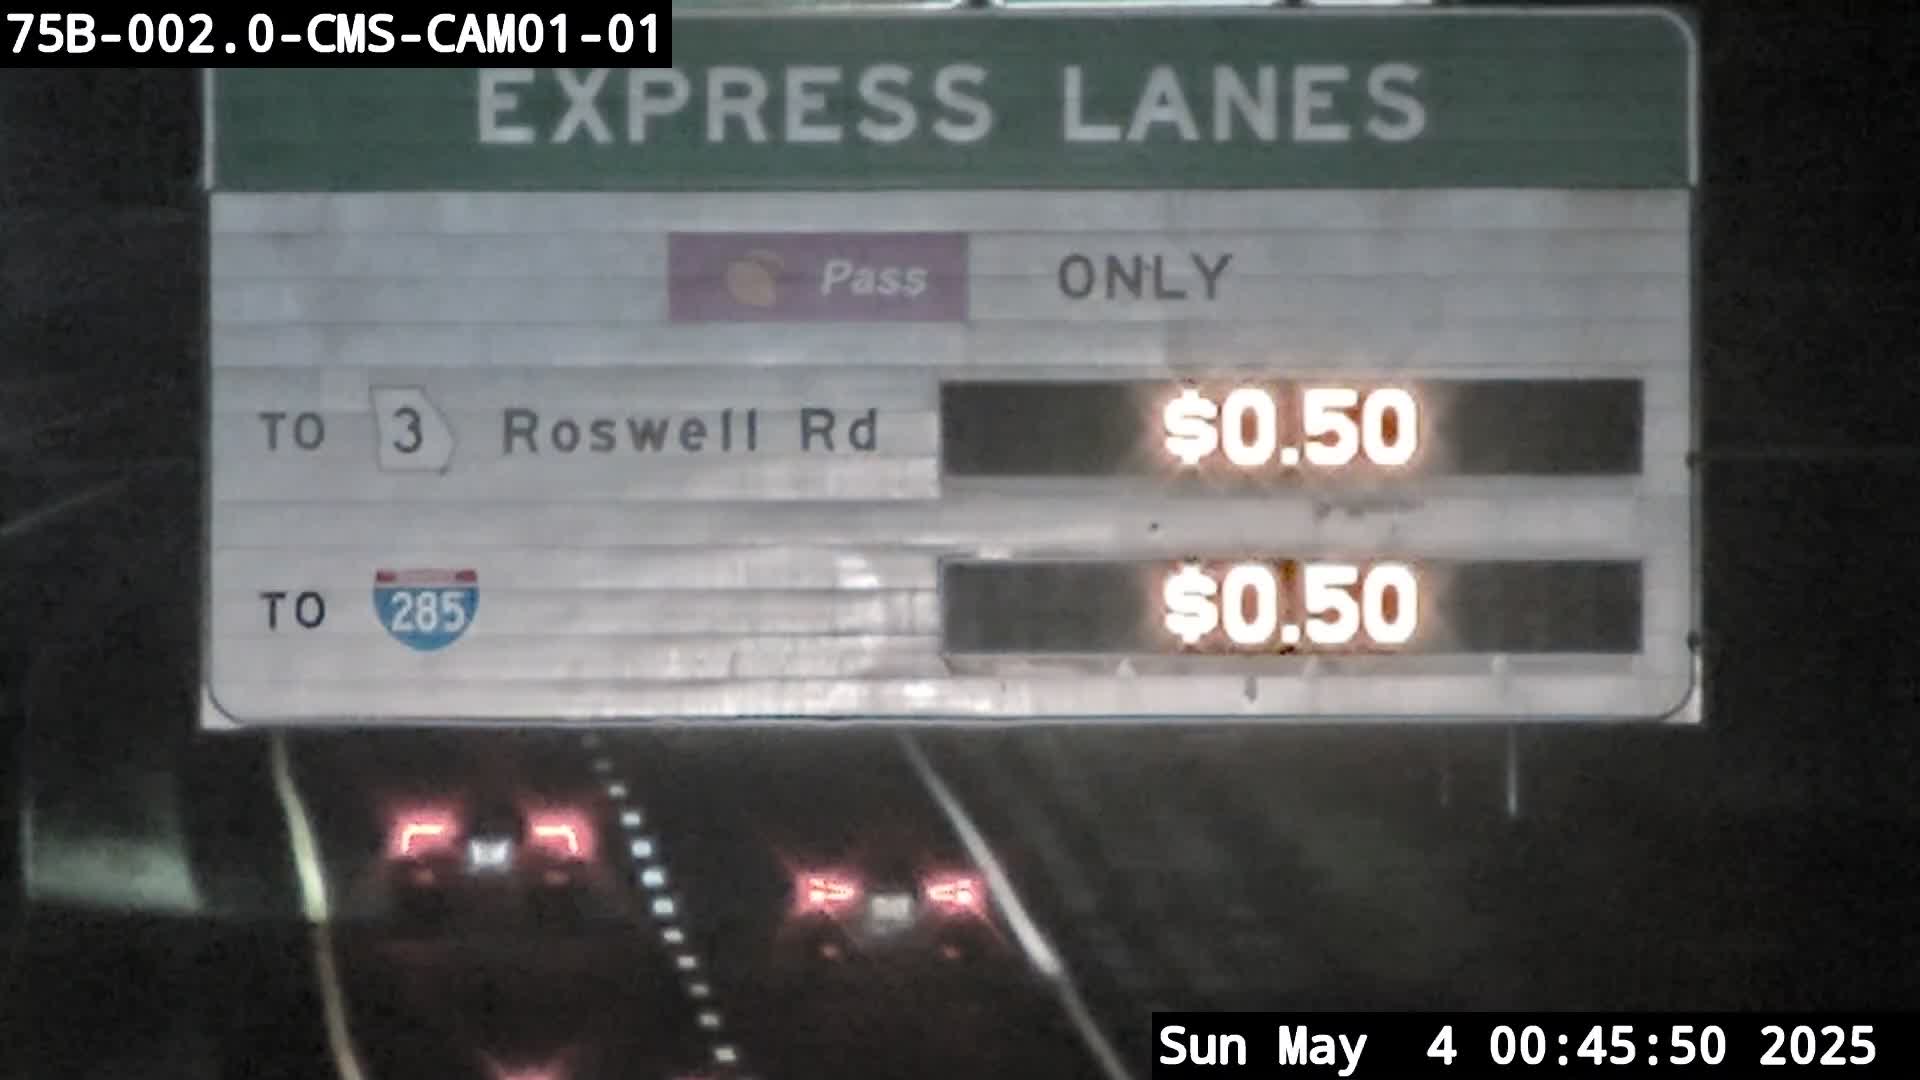 75B-002.0-CMS-CAM01-01
EXPRESS LANES
Pass ONLY
TO 3 Roswell Rd $0.50
TO 285 $0.50
Sun May 4 00:45:50 2025